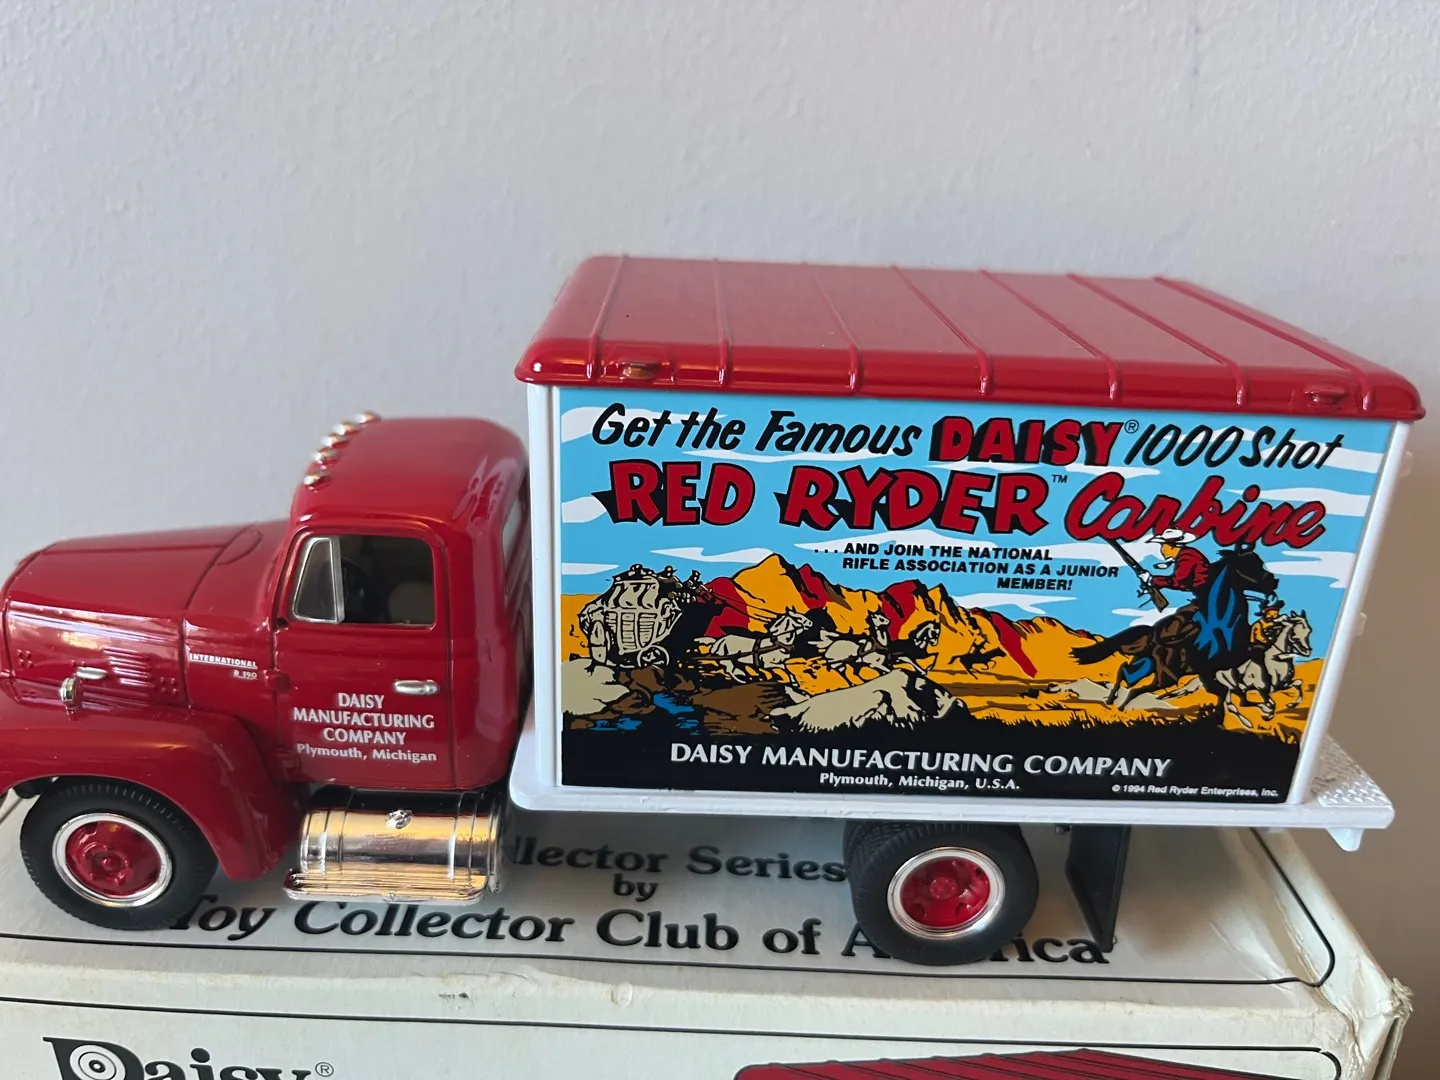 Get the Famous DAISY® 1000 Shot
RED RYDER™ Carbine
...AND JOIN THE NATIONAL
RIFLE ASSOCIATION AS A JUNIOR
MEMBER!
DAISY MANUFACTURING COMPANY
Plymouth, Michigan, U.S.A.
© 1994 Red Ryder Enterprises, Inc.
INTERNATIONAL
R 190
DAISY
MANUFACTURING
COMPANY
Plymouth, Michigan
Series
by
Toy Collector Club of
Daisy®